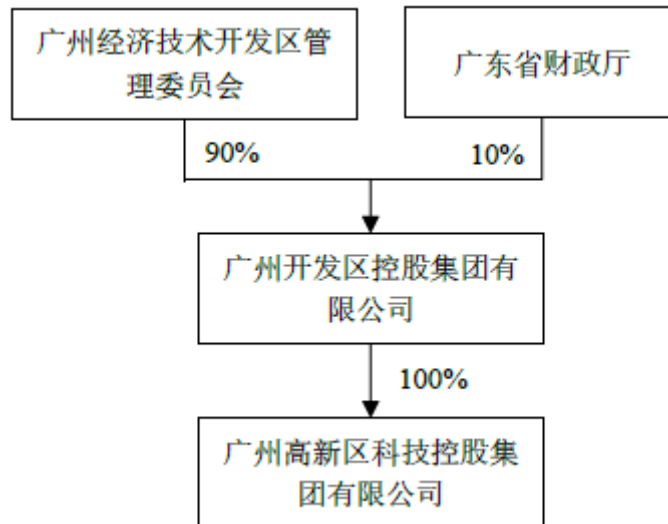 广州经济技术开发区管
理委员会
广东省财政厅
90%
10%
广州开发区控股集团有
限公司
100%
广州高新区科技控股集
团有限公司